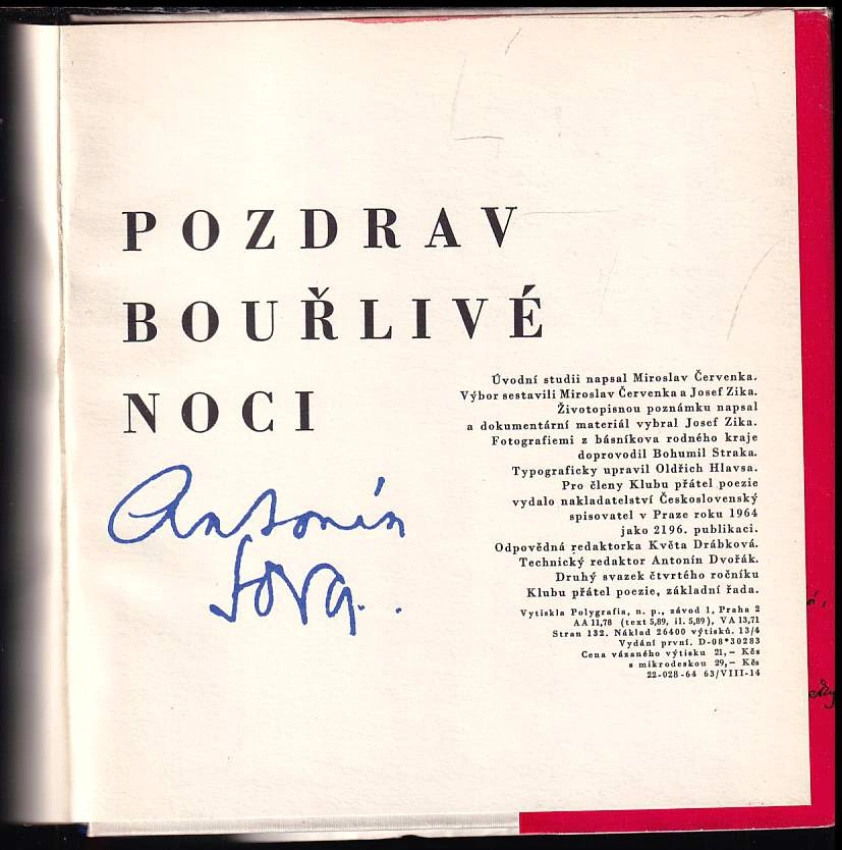 POZDRAV
BOUŘLIVÉ
NOCI
Antonín
Sova.
Úvodní studii napsal Miroslav Červenka.
Výbor sestavili Miroslav Červenka a Josef Zika.
Životopisnou poznámku napsal
a dokumentární materiál vybral Josef Zika.
Fotografiemi z básníkova rodného kraje
doprovodil Bohumil Straka.
Typograficky upravil Oldřich Hlavsa.
Pro členy Klubu přátel poezie
vydalo nakladatelství Československý
spisovatel v Praze roku 1964
jako 2196. publikaci.
Odpovědná redaktorka Květa Drábková.
Technický redaktor Antonín Dvořák.
Druhý svazek čtvrtého ročníku
Klubu přátel poezie, základní řada.
Vytiskla Polygrafia, n. p., závod 1, Praha 2
AA 11,78 (text 5,89, il. 5,89), VA 13,71
Stran 132. Náklad 26400 výtisků. 13/4
Vydání první. D-08*30283
Cena vázaného výtisku 21,– Kčs
s mikrodeskou 29,– Kčs
22-028-64 63/VIII-14